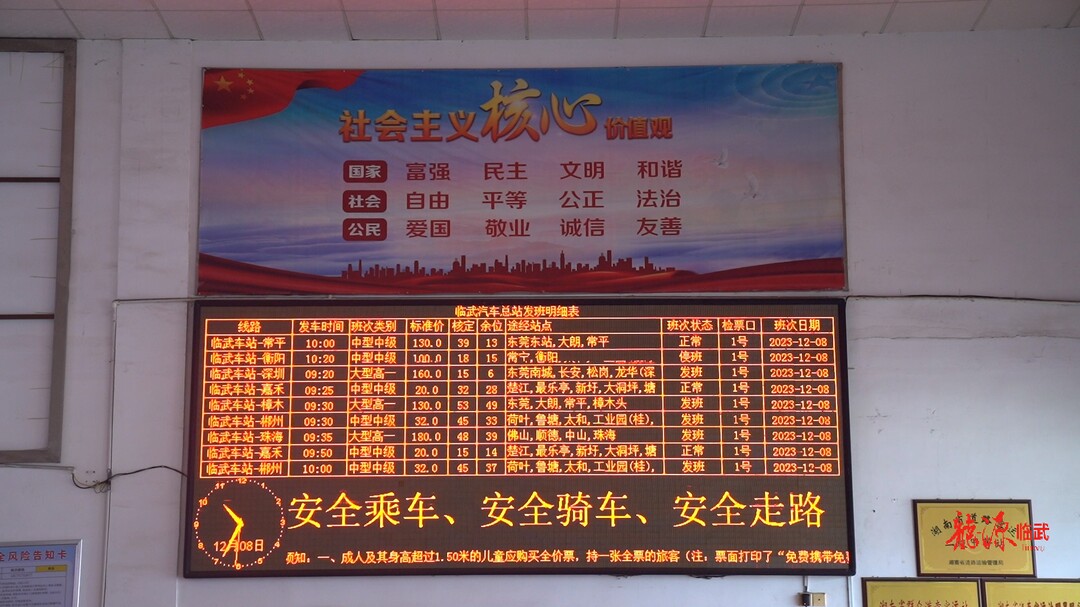 社会主义核心价值观
国家 富强 民主 文明 和谐
社会 自由 平等 公正 法治
公民 爱国 敬业 诚信 友善
临武汽车总站发班明细表
线路 发车时间 班次类别 标准价 核定 余位 途经站点 班次状态 检票口 班次日期
临武车站-常平 10:00 中型中级 130.0 39 13 东莞东站,大朗,常平 正常 1号 2023-12-08
临武车站-衡阳 10:20 中型中级 100.0 18 15 常宁,衡阳 1号 2023-12-08
临武车站-深圳 09:20 大型高一 160.0 15 6 东莞南城,长安,松岗,龙华(深 发班 1号 2023-12-08
临武车站-嘉禾 09:25 中型中级 20.0 32 28 楚江,最乐亭,新圩,大洞坪,塘 正常 1号 2023-12-08
临武车站-樟木 09:30 大型高一 130.0 53 49 东莞,大朗,常平,樟木头 发班 1号 2023-12-08
临武车站-郴州 09:30 中型中级 32.0 45 33 荷叶,鲁塘,太和,工业园(桂), 发班 1号 2023-12-08
临武车站-珠海 09:35 大型高一 180.0 48 39 佛山,顺德,中山,珠海 发班 1号 2023-12-08
临武车站-嘉禾 09:50 中型中级 20.0 15 14 楚江,最乐亭,新圩,大洞坪,塘 正常 1号 2023-12-08
临武车站-郴州 10:00 中型中级 32.0 45 37 荷叶,鲁塘,太和,工业园(桂), 发班 1号 2023-12-08
12月08日
安全乘车、安全骑车、安全走路
须知：一、成人及其身高超过1.50米的儿童应购买全价票，持一张全票的旅客（注：票面打印了“免费携带免
全风险告知卡
临武